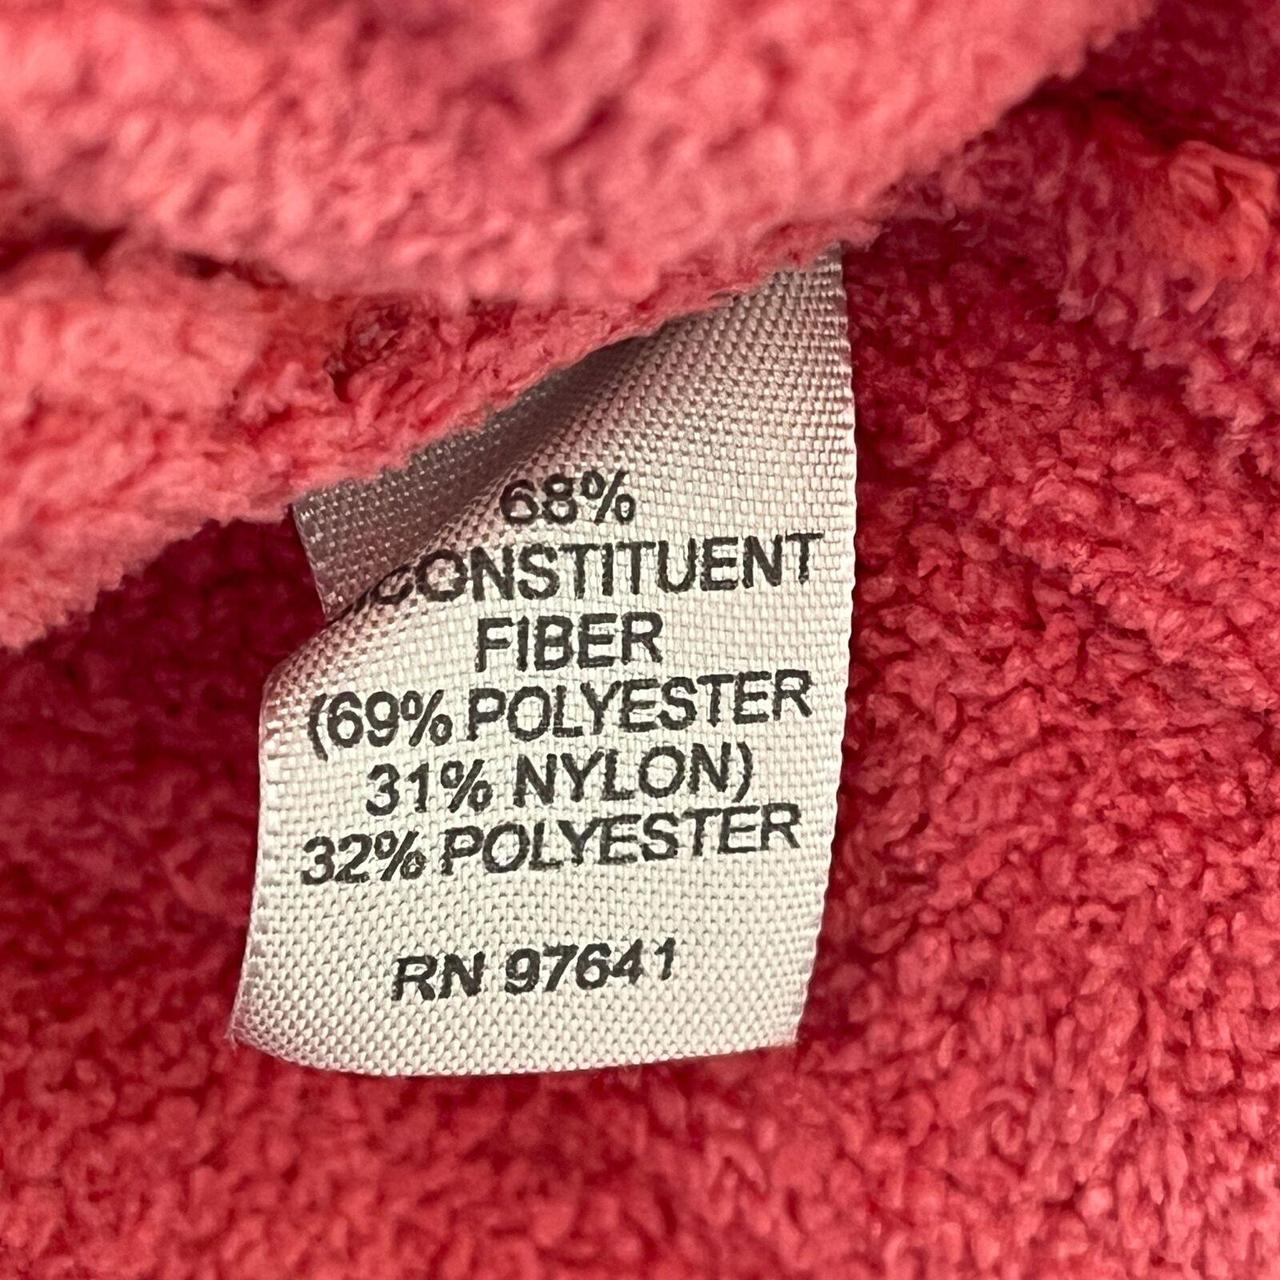 68%
CONSTITUENT
FIBER
(69% POLYESTER
31% NYLON)
32% POLYESTER
RN 97641